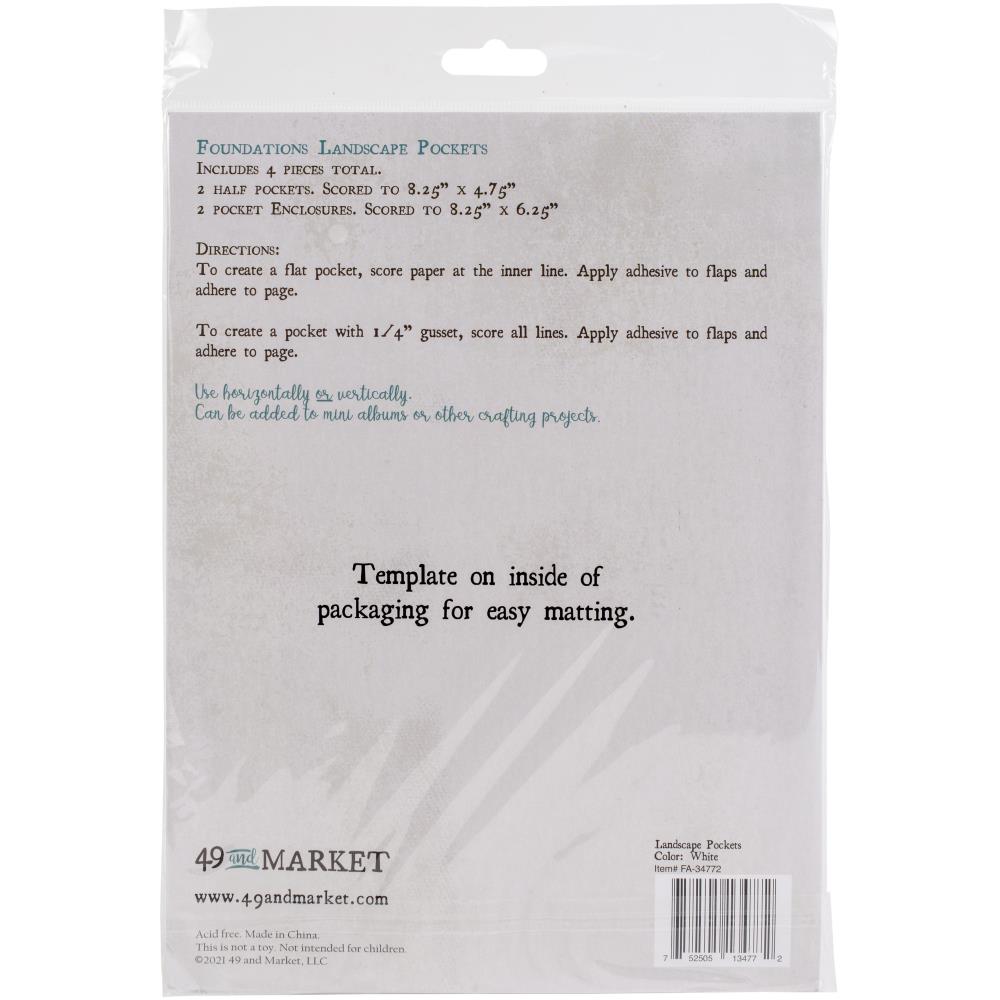 Foundations Landscape Pockets
Includes 4 pieces total.
2 half pockets. Scored to 8.25” x 4.75”
2 pocket Enclosures. Scored to 8.25” x 6.25”
Directions:
To create a flat pocket, score paper at the inner line. Apply adhesive to flaps and
adhere to page.
To create a pocket with 1/4” gusset, score all lines. Apply adhesive to flaps and
adhere to page.
Use horizontally or vertically.
Can be added to mini albums or other crafting projects.
Template on inside of
packaging for easy matting.
49 and MARKET
www.49andmarket.com
Acid free. Made in China.
This is not a toy. Not intended for children.
©2021 49 and Market, LLC
Landscape Pockets
Color: White
Item# FA-34772
7 52505 13477 2